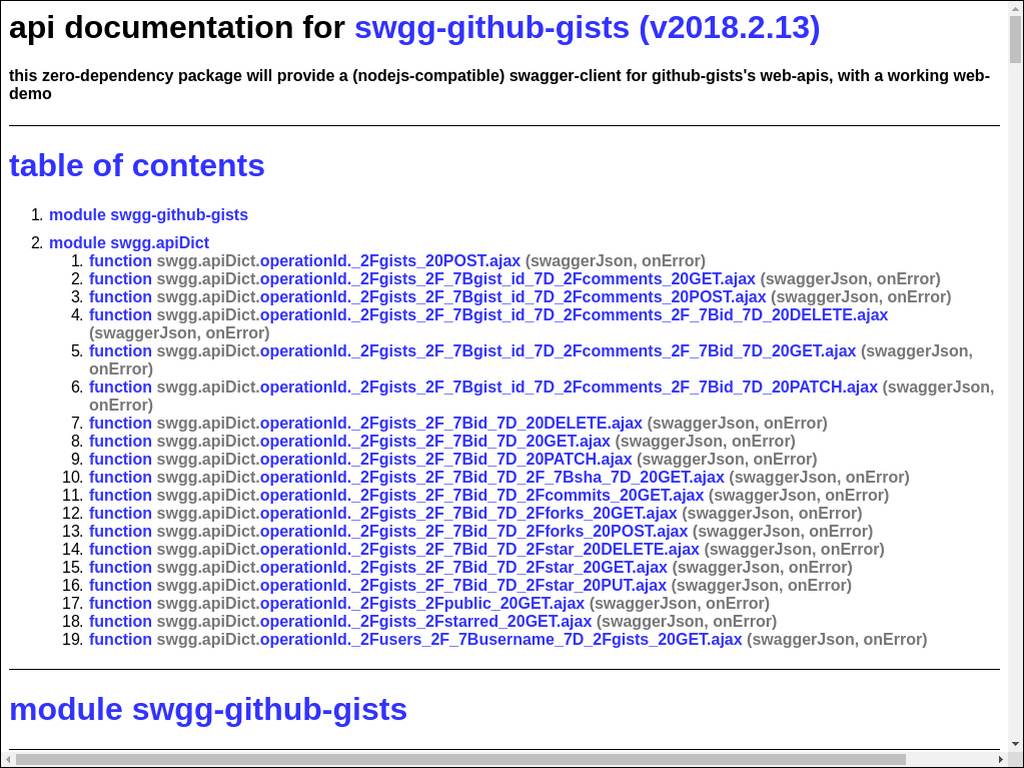 api documentation for swgg-github-gists (v2018.2.13)
this zero-dependency package will provide a (nodejs-compatible) swagger-client for github-gists's web-apis, with a working web-
demo
table of contents
1. module swgg-github-gists
2. module swgg.apiDict
1. function swgg.apiDict.operationId._2Fgists_20POST.ajax (swaggerJson, onError)
2. function swgg.apiDict.operationId._2Fgists_2F_7Bgist_id_7D_2Fcomments_20GET.ajax (swaggerJson, onError)
3. function swgg.apiDict.operationId._2Fgists_2F_7Bgist_id_7D_2Fcomments_20POST.ajax (swaggerJson, onError)
4. function swgg.apiDict.operationId._2Fgists_2F_7Bgist_id_7D_2Fcomments_2F_7Bid_7D_20DELETE.ajax
(swaggerJson, onError)
5. function swgg.apiDict.operationId._2Fgists_2F_7Bgist_id_7D_2Fcomments_2F_7Bid_7D_20GET.ajax (swaggerJson,
onError)
6. function swgg.apiDict.operationId._2Fgists_2F_7Bgist_id_7D_2Fcomments_2F_7Bid_7D_20PATCH.ajax (swaggerJson,
onError)
7. function swgg.apiDict.operationId._2Fgists_2F_7Bid_7D_20DELETE.ajax (swaggerJson, onError)
8. function swgg.apiDict.operationId._2Fgists_2F_7Bid_7D_20GET.ajax (swaggerJson, onError)
9. function swgg.apiDict.operationId._2Fgists_2F_7Bid_7D_20PATCH.ajax (swaggerJson, onError)
10. function swgg.apiDict.operationId._2Fgists_2F_7Bid_7D_2F_7Bsha_7D_20GET.ajax (swaggerJson, onError)
11. function swgg.apiDict.operationId._2Fgists_2F_7Bid_7D_2Fcommits_20GET.ajax (swaggerJson, onError)
12. function swgg.apiDict.operationId._2Fgists_2F_7Bid_7D_2Fforks_20GET.ajax (swaggerJson, onError)
13. function swgg.apiDict.operationId._2Fgists_2F_7Bid_7D_2Fforks_20POST.ajax (swaggerJson, onError)
14. function swgg.apiDict.operationId._2Fgists_2F_7Bid_7D_2Fstar_20DELETE.ajax (swaggerJson, onError)
15. function swgg.apiDict.operationId._2Fgists_2F_7Bid_7D_2Fstar_20GET.ajax (swaggerJson, onError)
16. function swgg.apiDict.operationId._2Fgists_2F_7Bid_7D_2Fstar_20PUT.ajax (swaggerJson, onError)
17. function swgg.apiDict.operationId._2Fgists_2Fpublic_20GET.ajax (swaggerJson, onError)
18. function swgg.apiDict.operationId._2Fgists_2Fstarred_20GET.ajax (swaggerJson, onError)
19. function swgg.apiDict.operationId._2Fusers_2F_7Busername_7D_2Fgists_20GET.ajax (swaggerJson, onError)
module swgg-github-gists